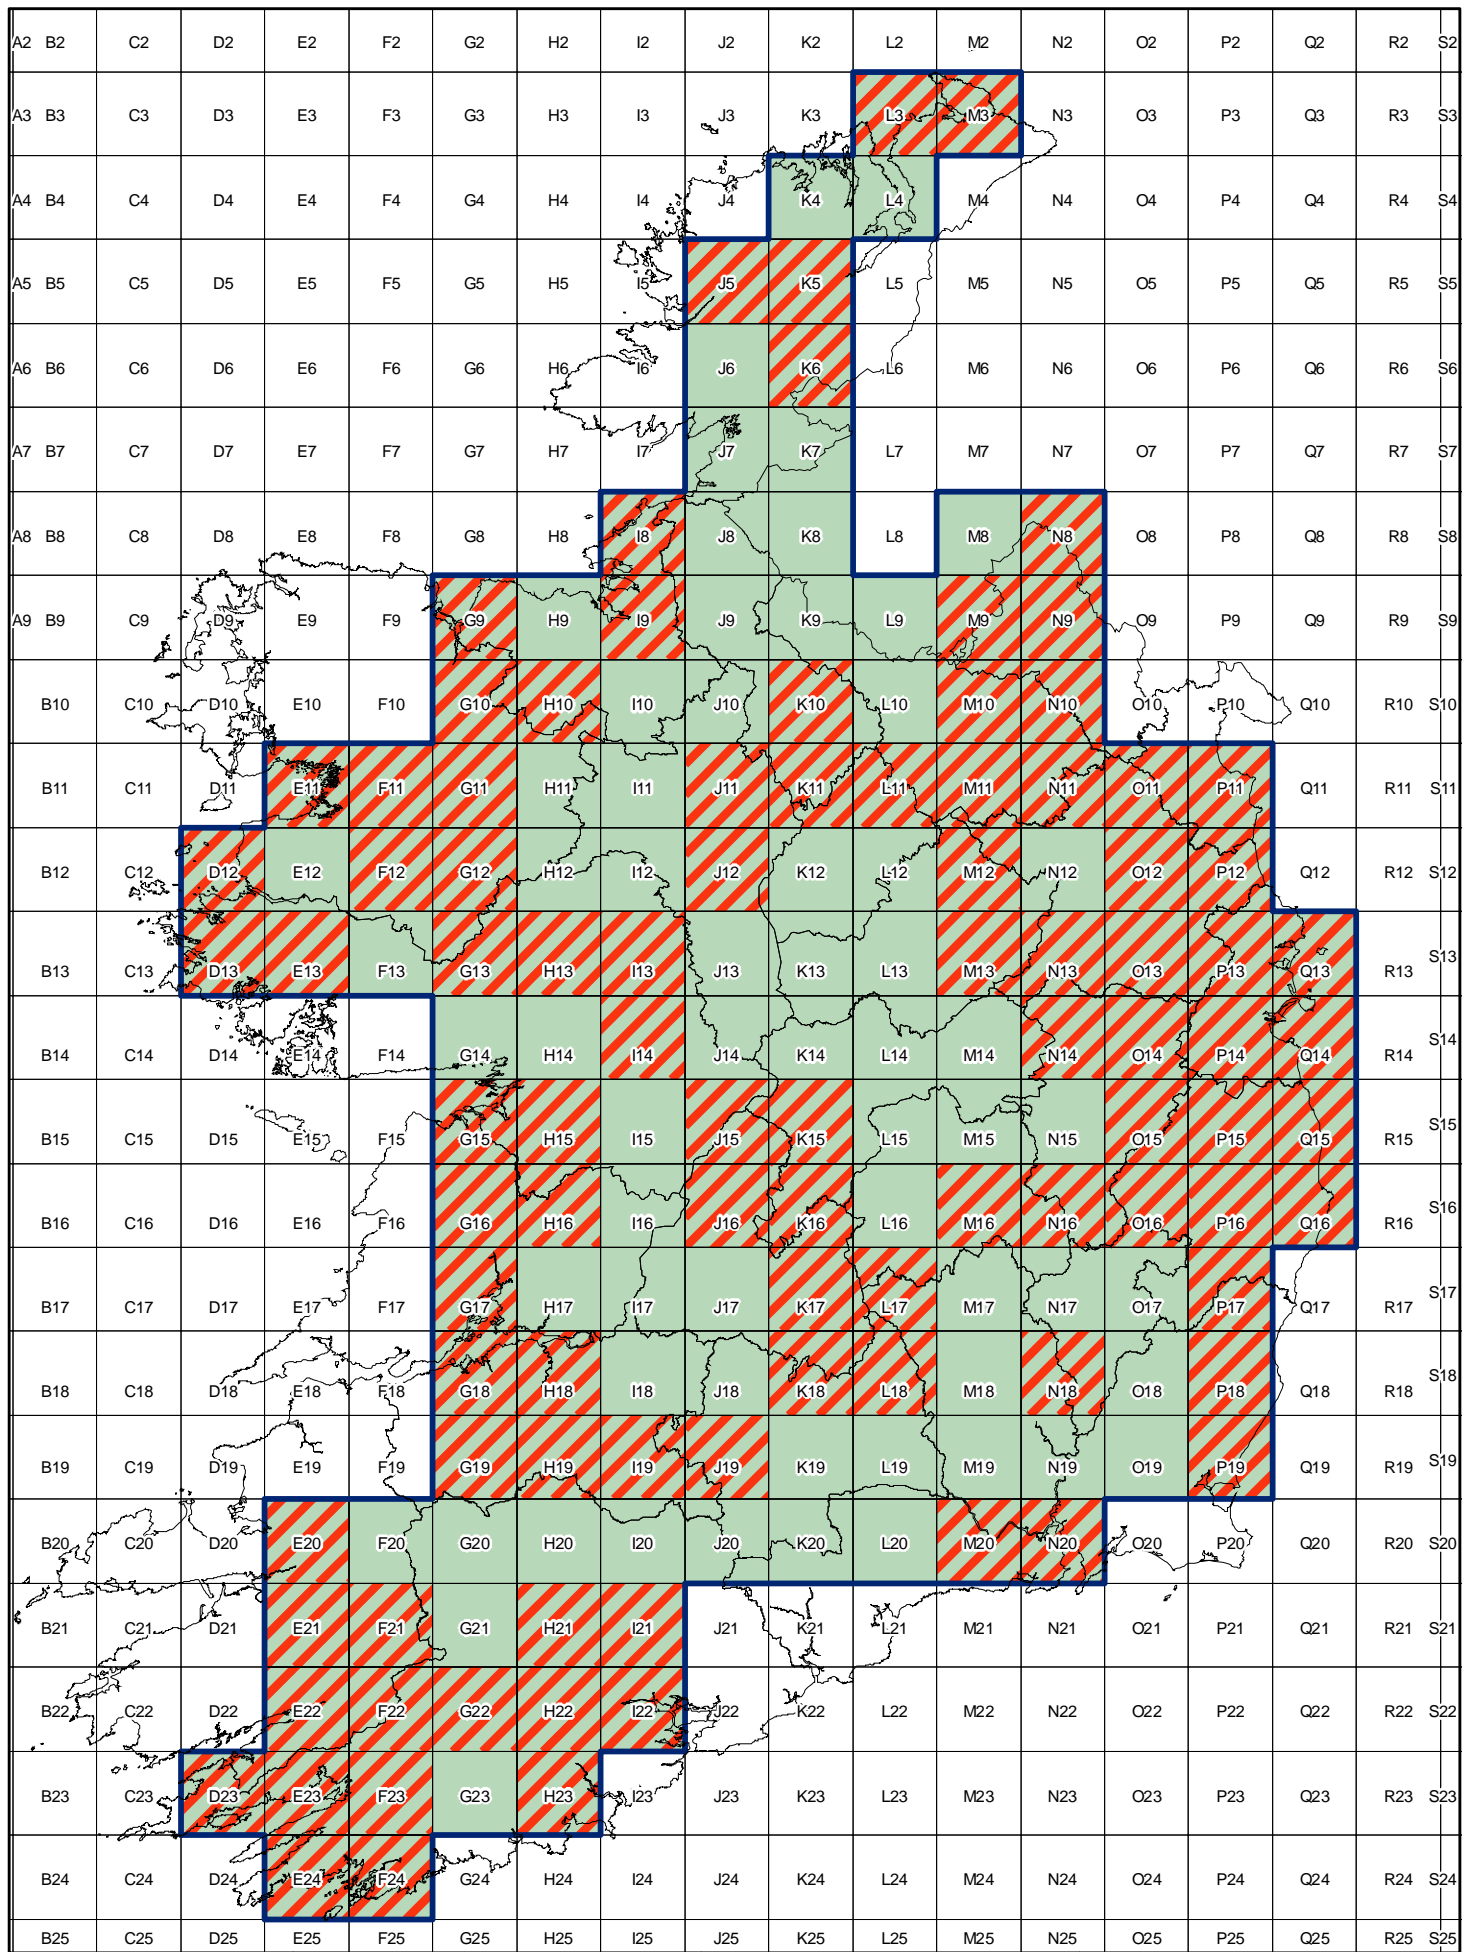 A2 B2 C2 D2 E2 F2 G2 H2 I2 J2 K2 L2 M2 N2 O2 P2 Q2 R2 S2
A3 B3 C3 D3 E3 F3 G3 H3 I3 J3 K3 L3 M3 N3 O3 P3 Q3 R3 S3
A4 B4 C4 D4 E4 F4 G4 H4 I4 J4 K4 L4 M4 N4 O4 P4 Q4 R4 S4
A5 B5 C5 D5 E5 F5 G5 H5 I5 J5 K5 L5 M5 N5 O5 P5 Q5 R5 S5
A6 B6 C6 D6 E6 F6 G6 H6 I6 J6 K6 L6 M6 N6 O6 P6 Q6 R6 S6
A7 B7 C7 D7 E7 F7 G7 H7 I7 J7 K7 L7 M7 N7 O7 P7 Q7 R7 S7
A8 B8 C8 D8 E8 F8 G8 H8 I8 J8 K8 L8 M8 N8 O8 P8 Q8 R8 S8
A9 B9 C9 D9 E9 F9 G9 H9 I9 J9 K9 L9 M9 N9 O9 P9 Q9 R9 S9
B10 C10 D10 E10 F10 G10 H10 I10 J10 K10 L10 M10 N10 O10 P10 Q10 R10 S10
B11 C11 D11 E11 F11 G11 H11 I11 J11 K11 L11 M11 N11 O11 P11 Q11 R11 S11
B12 C12 D12 E12 F12 G12 H12 I12 J12 K12 L12 M12 N12 O12 P12 Q12 R12 S12
B13 C13 D13 E13 F13 G13 H13 I13 J13 K13 L13 M13 N13 O13 P13 Q13 R13 S13
B14 C14 D14 E14 F14 G14 H14 I14 J14 K14 L14 M14 N14 O14 P14 Q14 R14 S14
B15 C15 D15 E15 F15 G15 H15 I15 J15 K15 L15 M15 N15 O15 P15 Q15 R15 S15
B16 C16 D16 E16 F16 G16 H16 I16 J16 K16 L16 M16 N16 O16 P16 Q16 R16 S16
B17 C17 D17 E17 F17 G17 H17 I17 J17 K17 L17 M17 N17 O17 P17 Q17 R17 S17
B18 C18 D18 E18 F18 G18 H18 I18 J18 K18 L18 M18 N18 O18 P18 Q18 R18 S18
B19 C19 D19 E19 F19 G19 H19 I19 J19 K19 L19 M19 N19 O19 P19 Q19 R19 S19
B20 C20 D20 E20 F20 G20 H20 I20 J20 K20 L20 M20 N20 O20 P20 Q20 R20 S20
B21 C21 D21 E21 F21 G21 H21 I21 J21 K21 L21 M21 N21 O21 P21 Q21 R21 S21
B22 C22 D22 E22 F22 G22 H22 I22 J22 K22 L22 M22 N22 O22 P22 Q22 R22 S22
B23 C23 D23 E23 F23 G23 H23 I23 J23 K23 L23 M23 N23 O23 P23 Q23 R23 S23
B24 C24 D24 E24 F24 G24 H24 I24 J24 K24 L24 M24 N24 O24 P24 Q24 R24 S24
B25 C25 D25 E25 F25 G25 H25 I25 J25 K25 L25 M25 N25 O25 P25 Q25 R25 S25